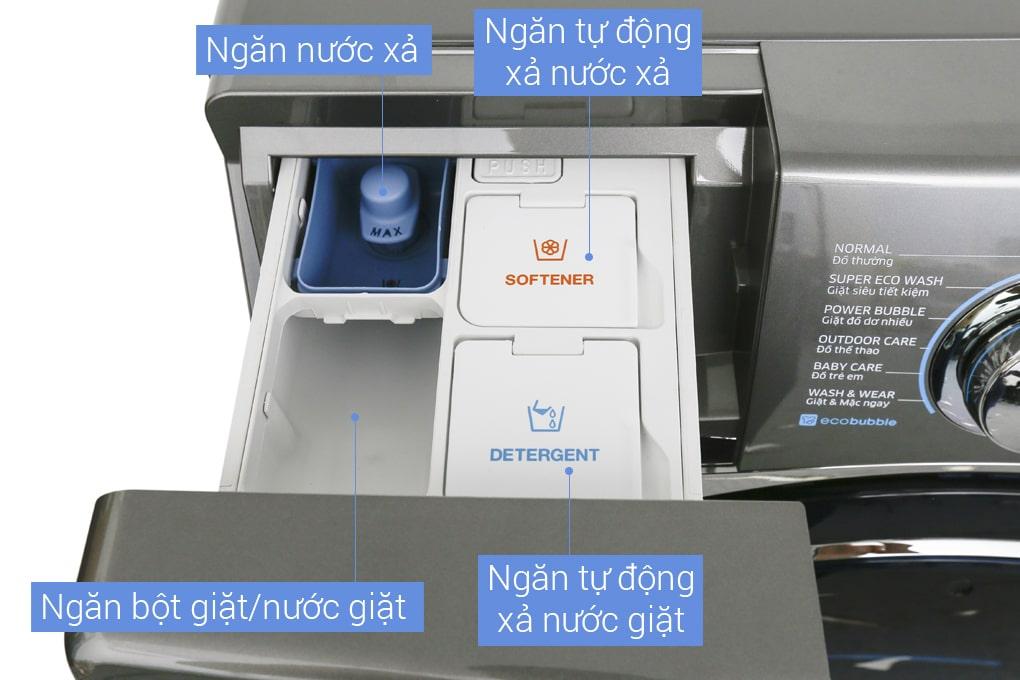 Ngăn nước xả
Ngăn tự động
xả nước xả
PUSH
MAX
SOFTENER
DETERGENT
NORMAL
Đồ thường
SUPER ECO WASH
Giặt siêu tiết kiệm
POWER BUBBLE
Giặt đồ dơ nhiều
OUTDOOR CARE
Đồ thể thao
BABY CARE
Đồ trẻ em
WASH & WEAR
Giặt & Mặc ngay
ecobubble
Ngăn bột giặt/nước giặt
Ngăn tự động
xả nước giặt